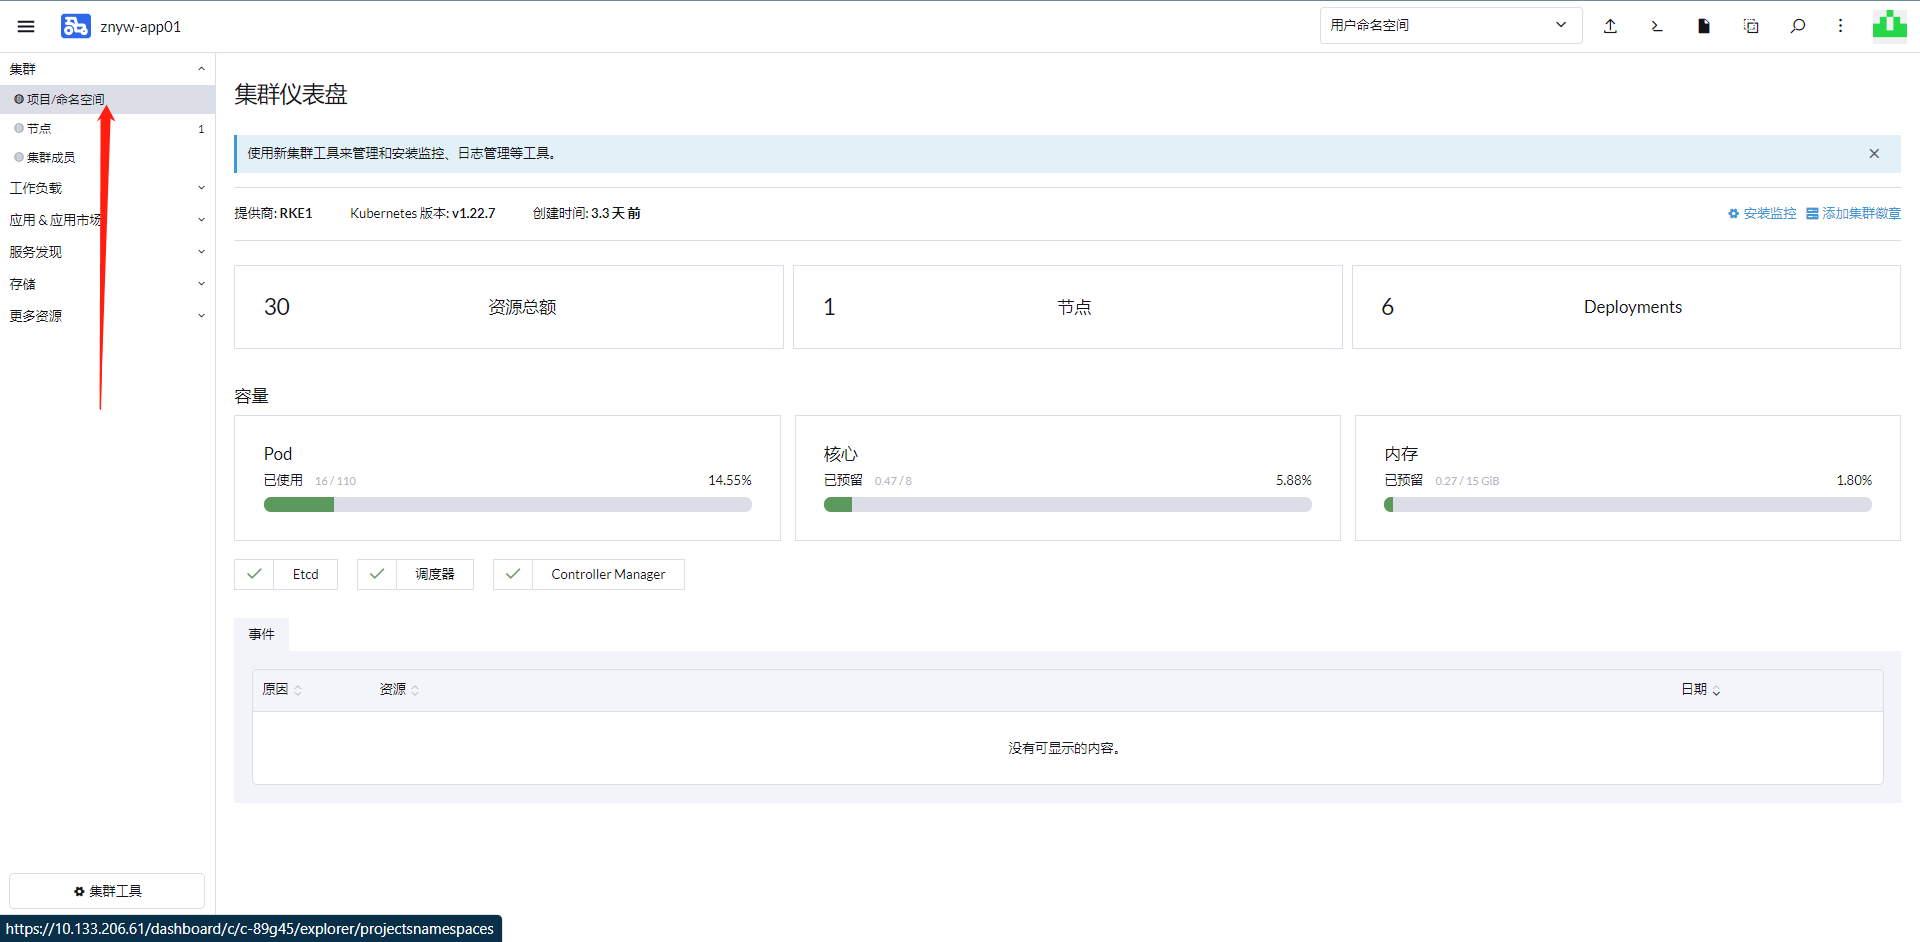 znyw-app01
用户命名空间
集群
项目/命名空间
节点 1
集群成员
工作负载
应用 & 应用市场
服务发现
存储
更多资源
集群工具
集群仪表盘
使用新集群工具来管理和安装监控、日志管理等工具。
提供商: RKE1 Kubernetes 版本: v1.22.7 创建时间: 3.3 天 前 安装监控 添加集群徽章
30 资源总额
1 节点
6 Deployments
容量
Pod
已使用 16 / 110 14.55%
核心
已预留 0.47 / 8 5.88%
内存
已预留 0.27 / 15 GiB 1.80%
Etcd
调度器
Controller Manager
事件
原因 资源 日期
没有可显示的内容。
https://10.133.206.61/dashboard/c/c-89g45/explorer/projectsnamespaces